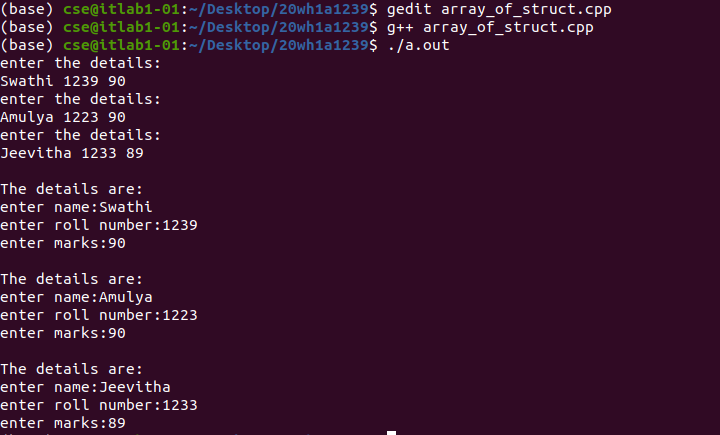 (base) cse@itlab1-01:~/Desktop/20wh1a1239$ gedit array_of_struct.cpp
(base) cse@itlab1-01:~/Desktop/20wh1a1239$ g++ array_of_struct.cpp
(base) cse@itlab1-01:~/Desktop/20wh1a1239$ ./a.out
enter the details:
Swathi 1239 90
enter the details:
Amulya 1223 90
enter the details:
Jeevitha 1233 89
The details are:
enter name:Swathi
enter roll number:1239
enter marks:90
The details are:
enter name:Amulya
enter roll number:1223
enter marks:90
The details are:
enter name:Jeevitha
enter roll number:1233
enter marks:89